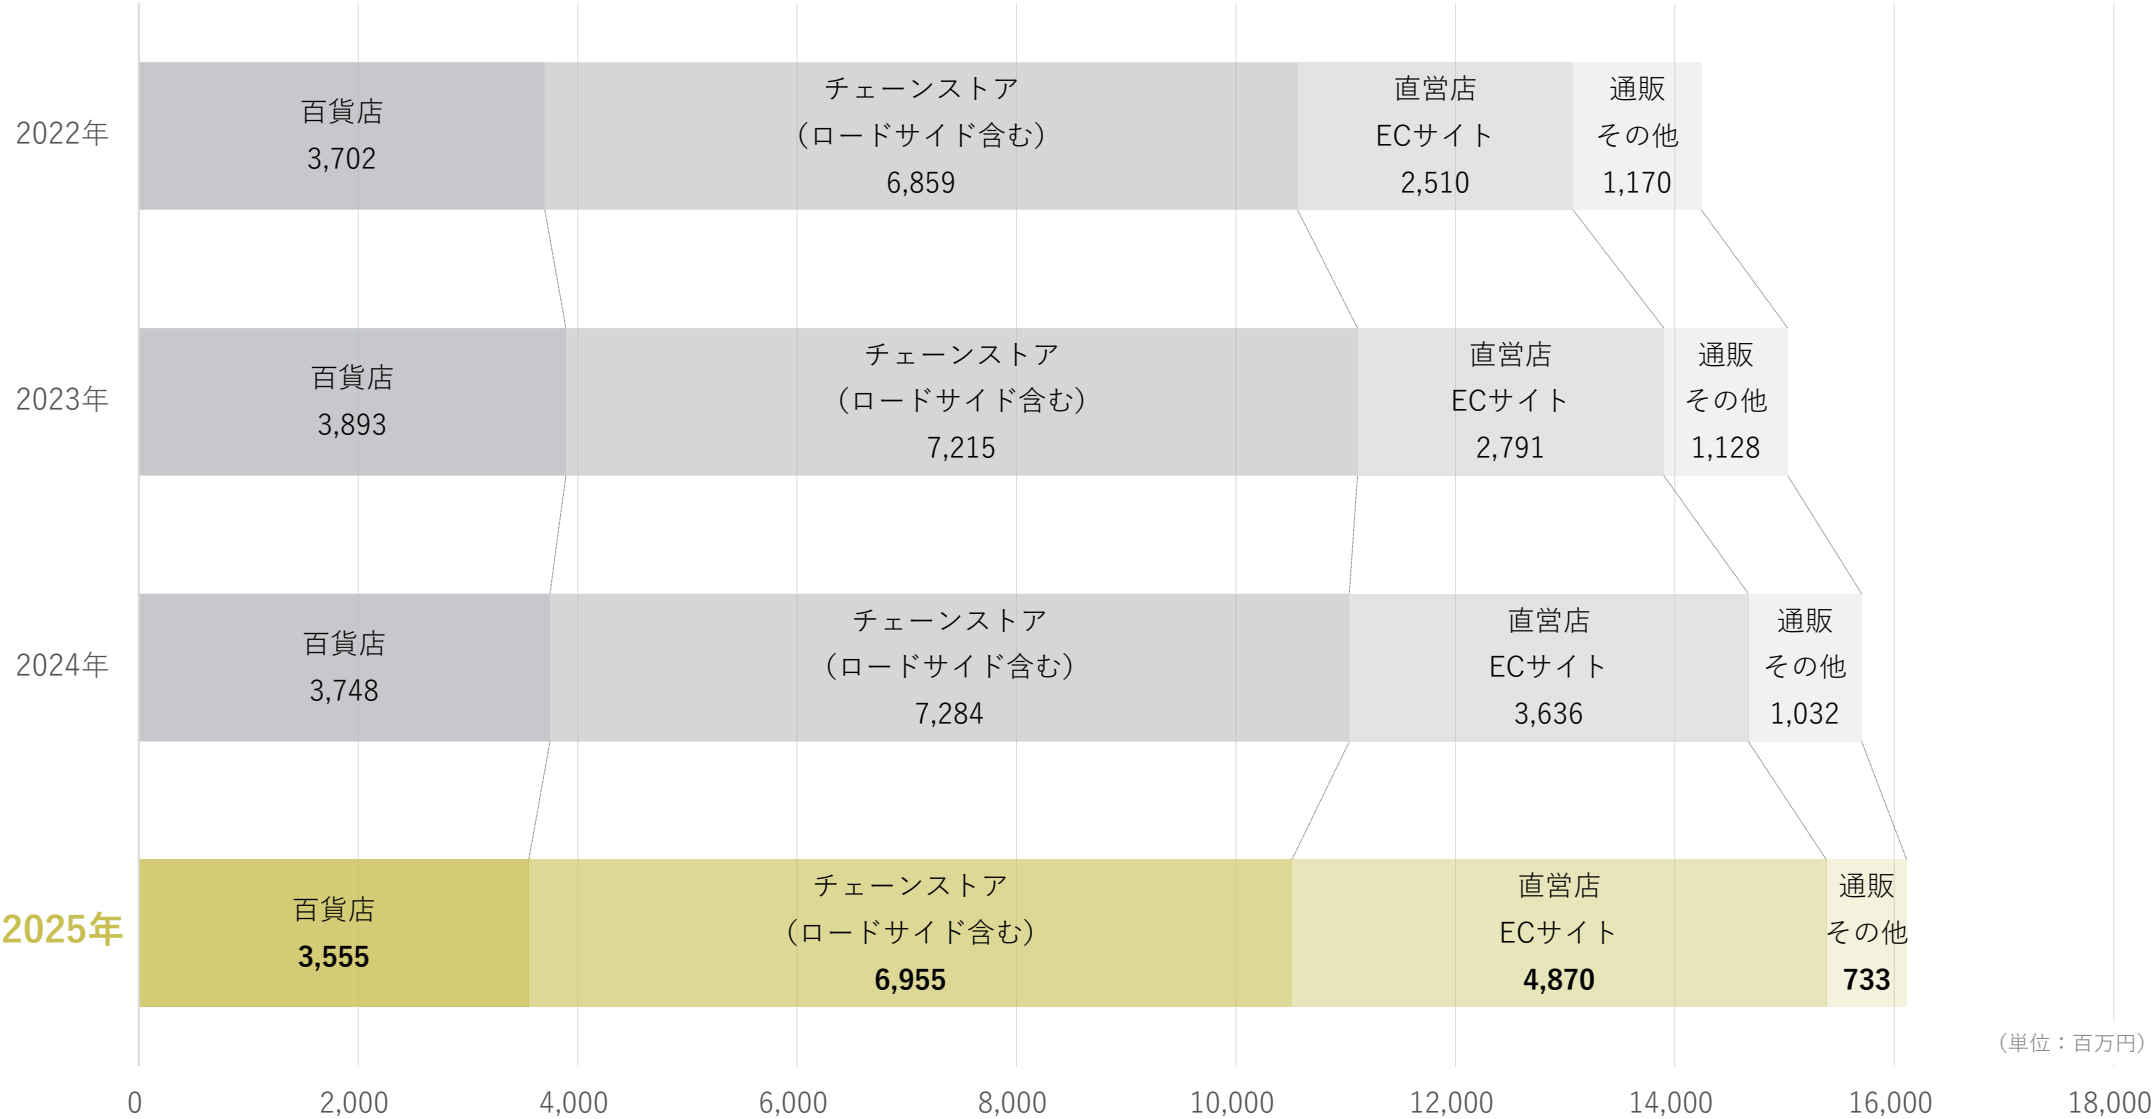 2022年
百貨店
3,702
チェーンストア
（ロードサイド含む）
6,859
直営店
ECサイト
2,510
通販
その他
1,170
2023年
百貨店
3,893
チェーンストア
（ロードサイド含む）
7,215
直営店
ECサイト
2,791
通販
その他
1,128
2024年
百貨店
3,748
チェーンストア
（ロードサイド含む）
7,284
直営店
ECサイト
3,636
通販
その他
1,032
2025年
百貨店
3,555
チェーンストア
（ロードサイド含む）
6,955
直営店
ECサイト
4,870
通販
その他
733
（単位：百万円）
0 2,000 4,000 6,000 8,000 10,000 12,000 14,000 16,000 18,000